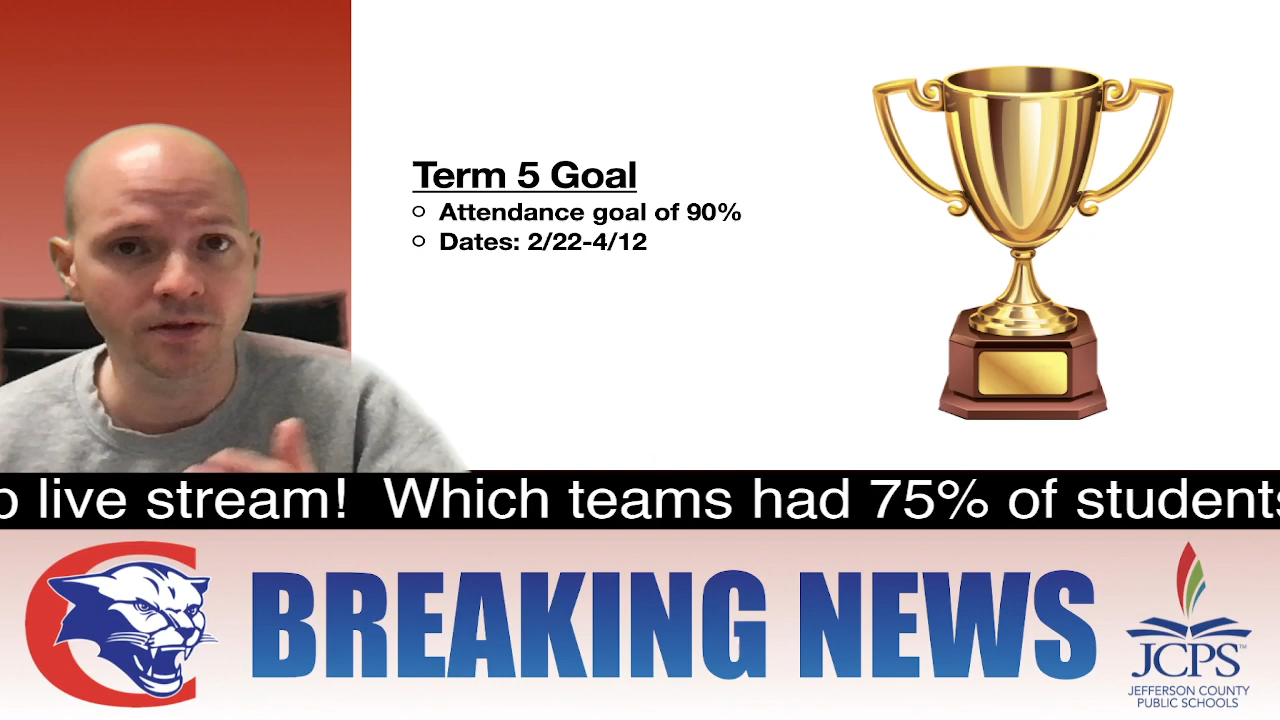 Term 5 Goal
Attendance goal of 90%
Dates: 2/22-4/12
live stream! Which teams had 75% of students
BREAKING NEWS
JCPS™
JEFFERSON COUNTY
PUBLIC SCHOOLS